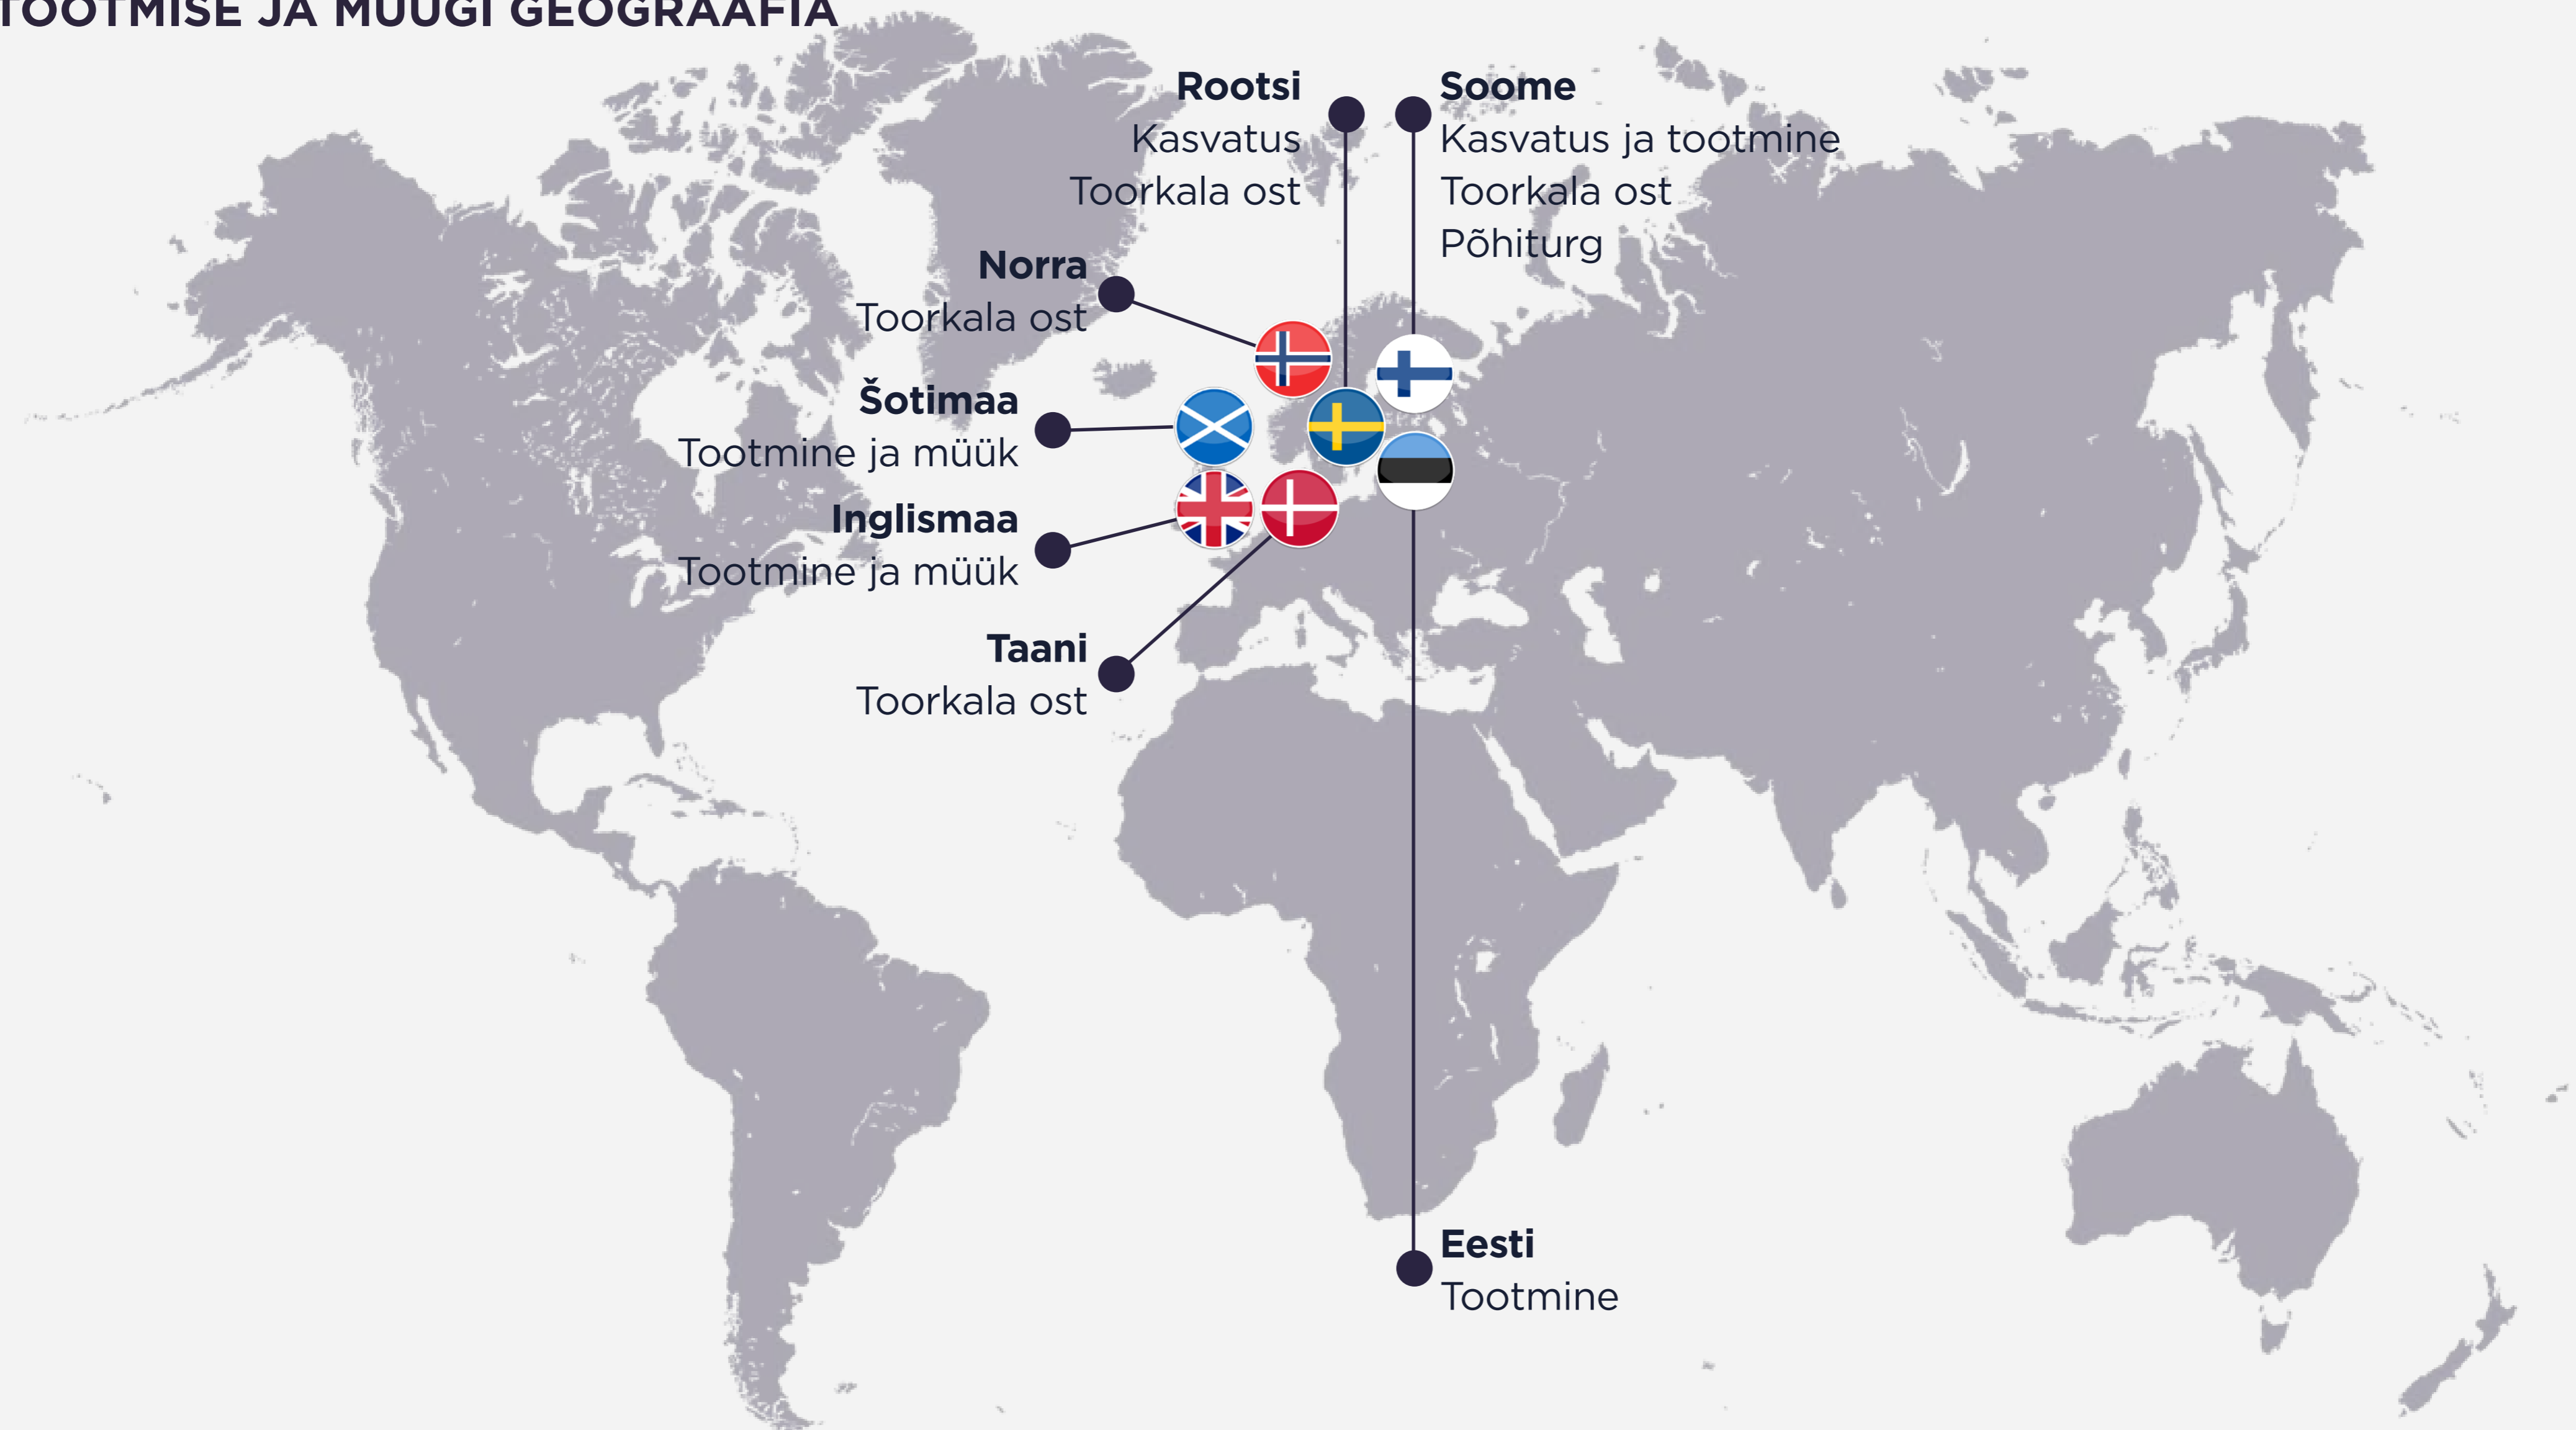 TOOTMISE JA MÜÜGI GEOGRAAFIA
Rootsi
Kasvatus
Toorkala ost
Soome
Kasvatus ja tootmine
Toorkala ost
Põhiturg
Norra
Toorkala ost
Šotimaa
Tootmine ja müük
Inglismaa
Tootmine ja müük
Taani
Toorkala ost
Eesti
Tootmine